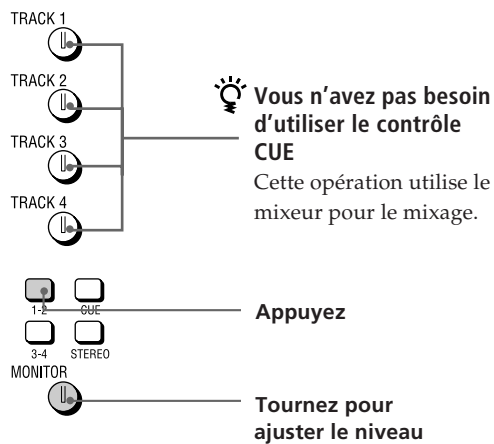 TRACK 1
TRACK 2
TRACK 3
TRACK 4
Vous n’avez pas besoin
d’utiliser le contrôle
CUE
Cette opération utilise le
mixeur pour le mixage.
1-2 CUE
Appuyez
3-4 STEREO
MONITOR
Tournez pour
ajuster le niveau